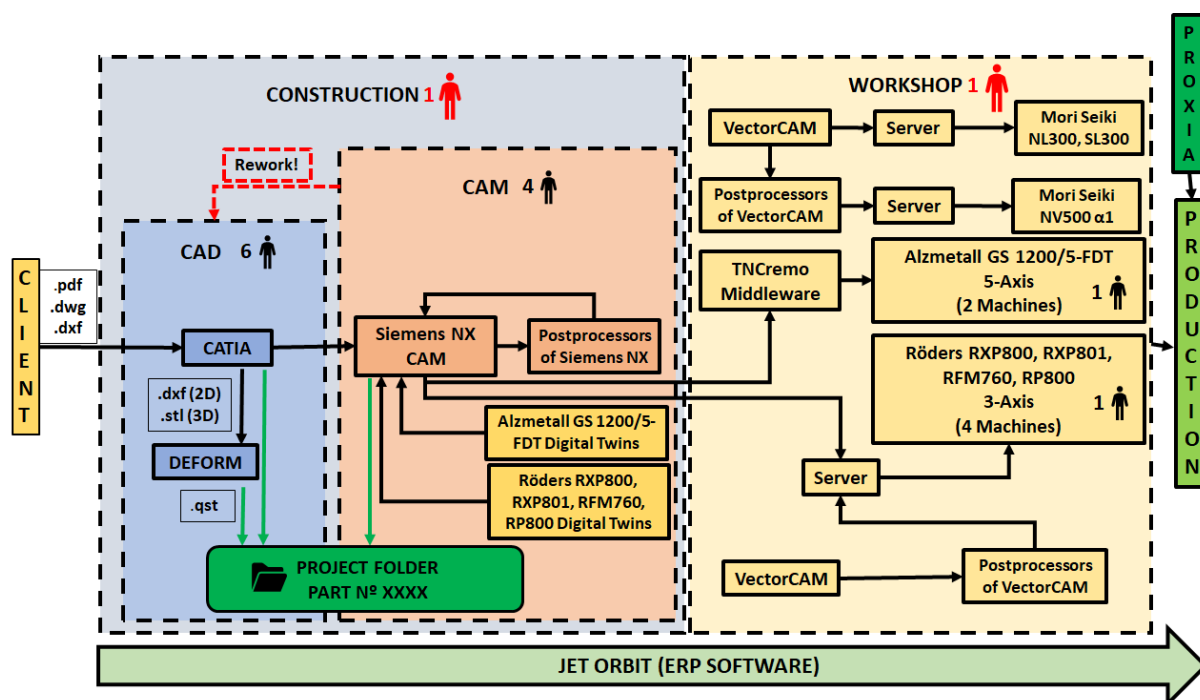 CLIENT
.pdf
.dwg
.dxf
CONSTRUCTION 1
Rework!
CAD 6
CATIA
.dxf (2D)
.stl (3D)
DEFORM
.qst
CAM 4
Siemens NX
CAM
Postprocessors
of Siemens NX
Alzmetall GS 1200/5-
FDT Digital Twins
Röders RXP800,
RXP801, RFM760,
RP800 Digital Twins
PROJECT FOLDER
PART Nº XXXX
WORKSHOP 1
VectorCAM
Server
Mori Seiki
NL300, SL300
Postprocessors
of VectorCAM
Server
Mori Seiki
NV500 α1
TNCremo
Middleware
Alzmetall GS 1200/5-FDT
5-Axis
(2 Machines)
1
Röders RXP800, RXP801,
RFM760, RP800
3-Axis
(4 Machines)
1
Server
VectorCAM
Postprocessors
of VectorCAM
PROXIA
PRODUCTION
JET ORBIT (ERP SOFTWARE)